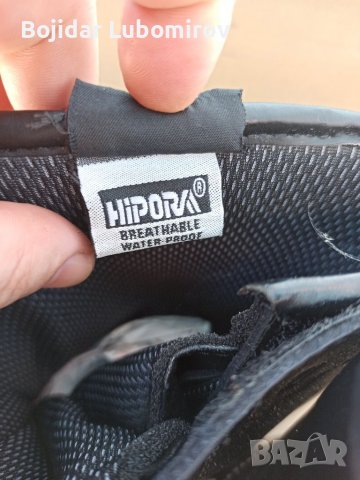 Bojidar Lubomirov
HIPORA®
BREATHABLE
WATER-PROOF
BAZAR